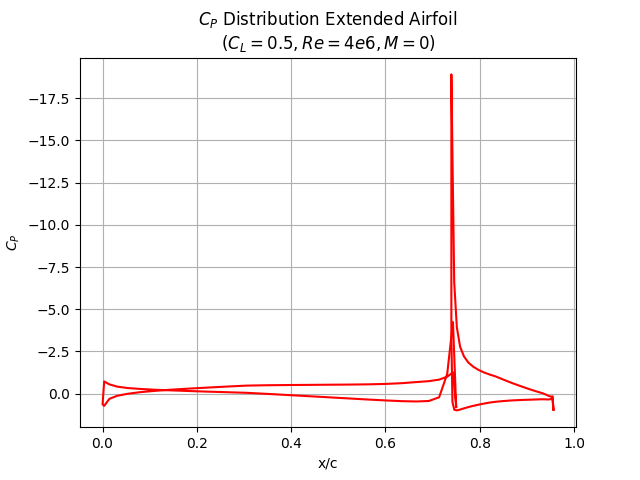 C_P Distribution Extended Airfoil
(C_L = 0.5, Re = 4e6, M = 0)
−17.5
−15.0
−12.5
−10.0
−7.5
−5.0
−2.5
0.0
C_P
0.0 0.2 0.4 0.6 0.8 1.0
x/c